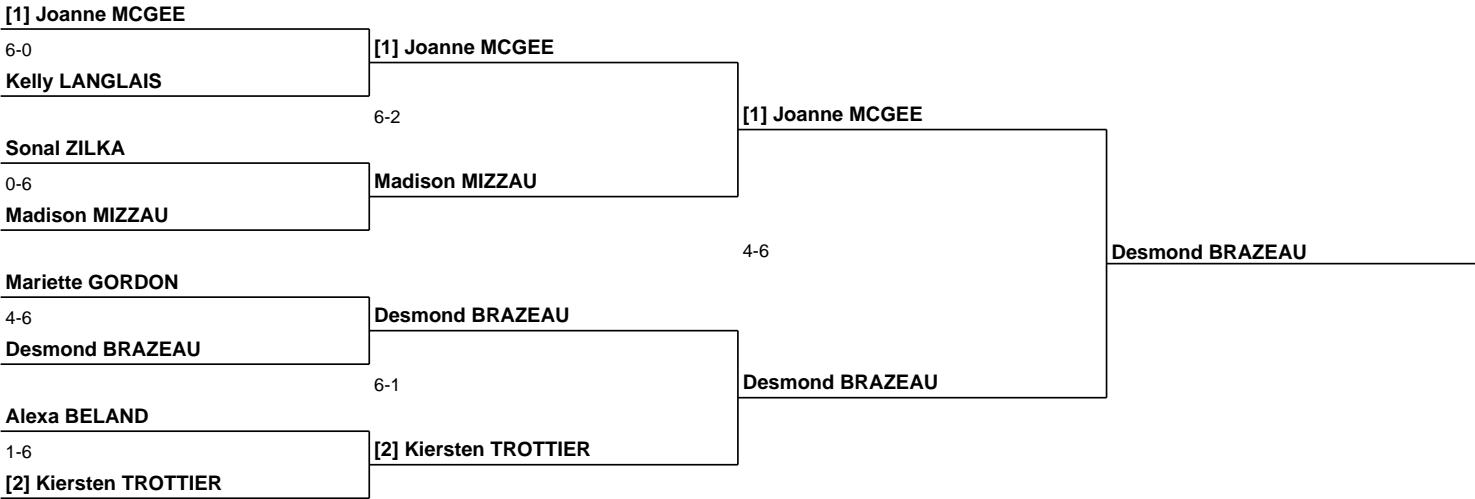 [1] Joanne MCGEE
6-0
[1] Joanne MCGEE
Kelly LANGLAIS
6-2
[1] Joanne MCGEE
Sonal ZILKA
0-6
Madison MIZZAU
Madison MIZZAU
4-6
Desmond BRAZEAU
Mariette GORDON
4-6
Desmond BRAZEAU
Desmond BRAZEAU
6-1
Desmond BRAZEAU
Alexa BELAND
1-6
[2] Kiersten TROTTIER
[2] Kiersten TROTTIER